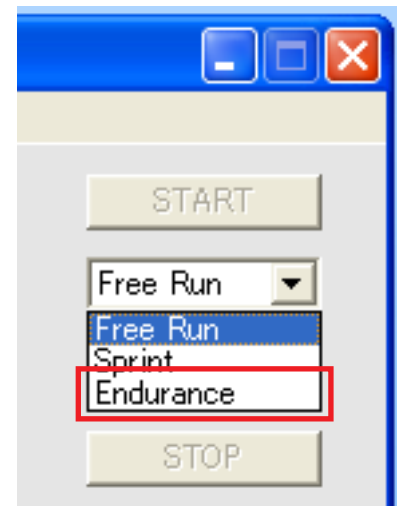 START
Free Run
Free Run
Sprint
Endurance
STOP